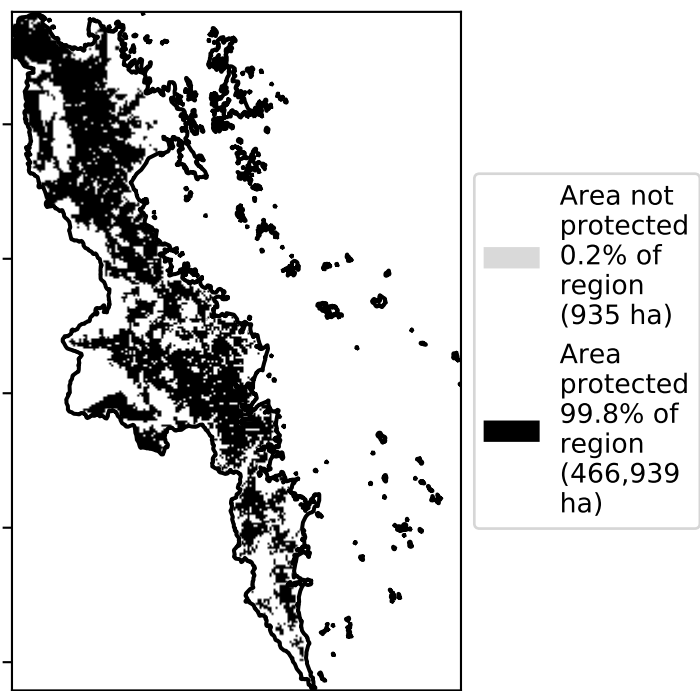 Area not
protected
0.2% of
region
(935 ha)
Area
protected
99.8% of
region
(466,939
ha)